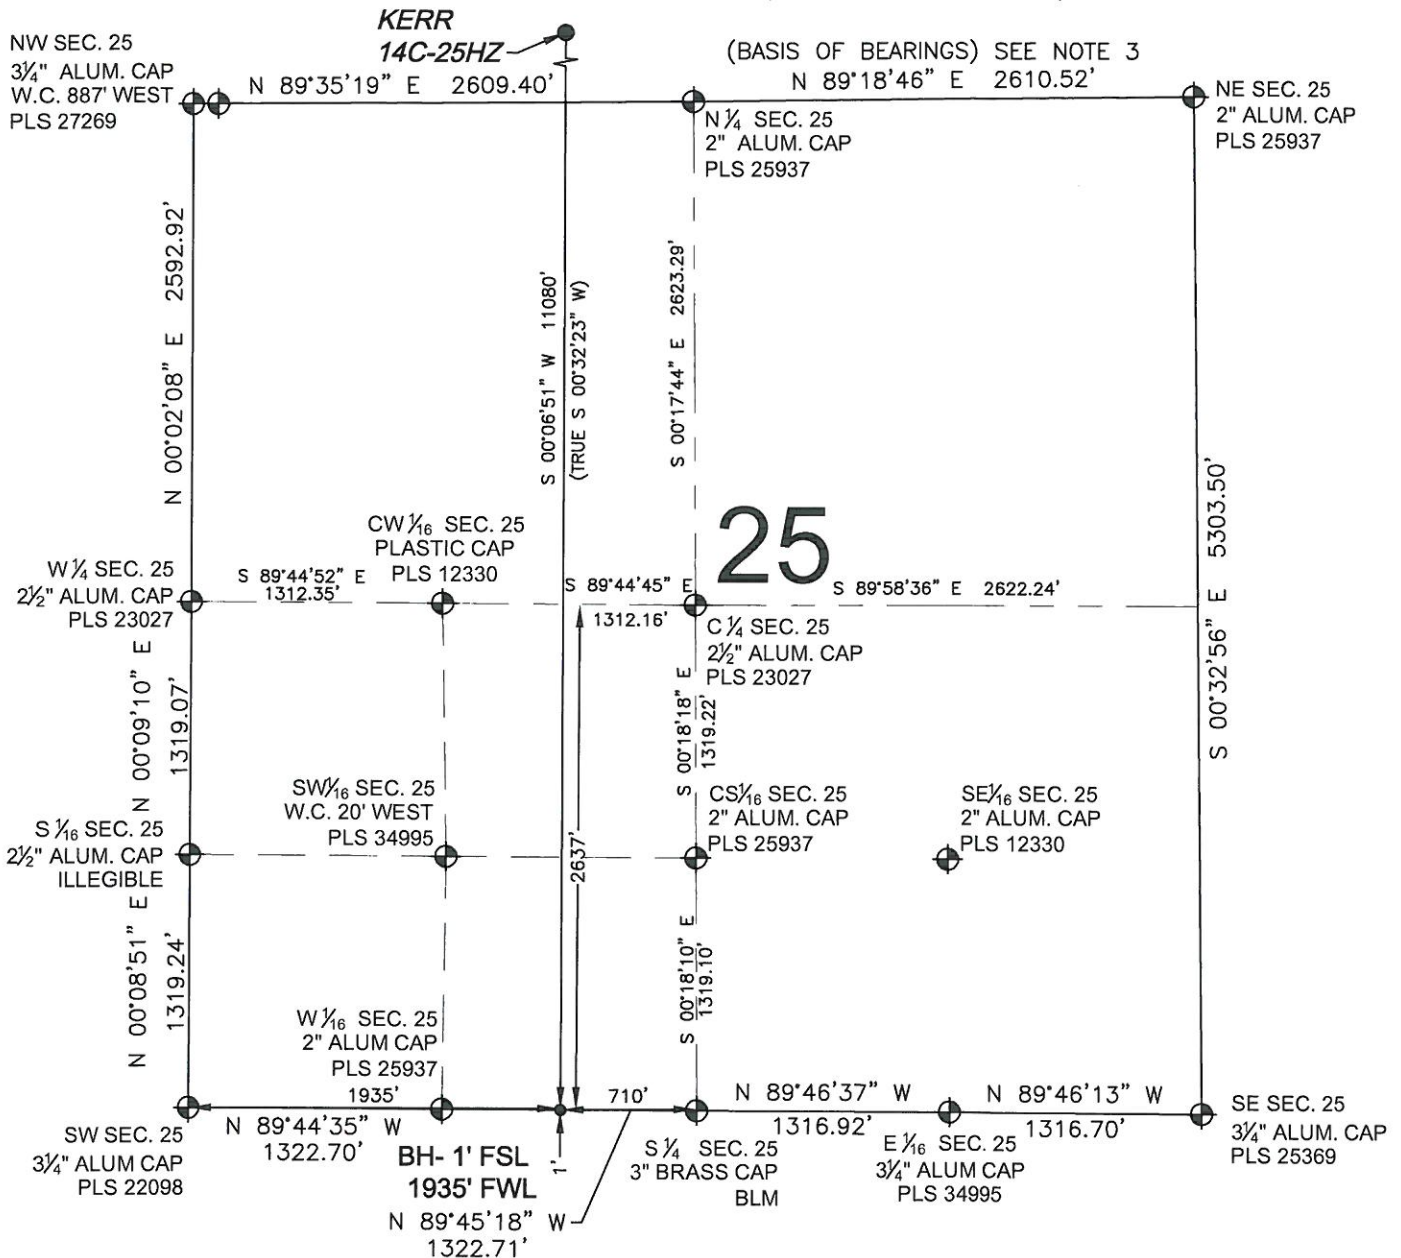 KERR
14C-25HZ
NW SEC. 25
3¼" ALUM. CAP
W.C. 887' WEST
PLS 27269
N 89°35'19" E 2609.40'
(BASIS OF BEARINGS) SEE NOTE 3
N 89°18'46" E 2610.52'
NE SEC. 25
2" ALUM. CAP
PLS 25937
N ¼ SEC. 25
2" ALUM. CAP
PLS 25937
N 00°02'08" E 2592.92'
S 00°06'51" W 11080'
(TRUE S 00°32'23" W)
S 00°17'44" E 2623.29'
S 00°32'56" E 5303.50'
25
CW 1/16 SEC. 25
PLASTIC CAP
PLS 12330
W ¼ SEC. 25
2½" ALUM. CAP
PLS 23027
S 89°44'52" E
1312.35'
S 89°44'45" E
1312.16'
S 89°58'36" E 2622.24'
C ¼ SEC. 25
2½" ALUM. CAP
PLS 23027
N 00°09'10" E
1319.07'
S 00°18'18" E
1319.22'
2637'
SW 1/16 SEC. 25
W.C. 20' WEST
PLS 34995
CS 1/16 SEC. 25
2" ALUM. CAP
PLS 25937
SE 1/16 SEC. 25
2" ALUM. CAP
PLS 12330
S 1/16 SEC. 25
2½" ALUM. CAP
ILLEGIBLE
N 00°08'51" E
1319.24'
S 00°18'10" E
1319.10'
W 1/16 SEC. 25
2" ALUM CAP
PLS 25937
1935'
710'
N 89°44'35" W
1322.70'
N 89°46'37" W
1316.92'
N 89°46'13" W
1316.70'
SW SEC. 25
3¼" ALUM CAP
PLS 22098
BH- 1' FSL
1935' FWL
1'
N 89°45'18" W
1322.71'
S ¼ SEC. 25
3" BRASS CAP
BLM
E 1/16 SEC. 25
3¼" ALUM CAP
PLS 34995
SE SEC. 25
3¼" ALUM. CAP
PLS 25369